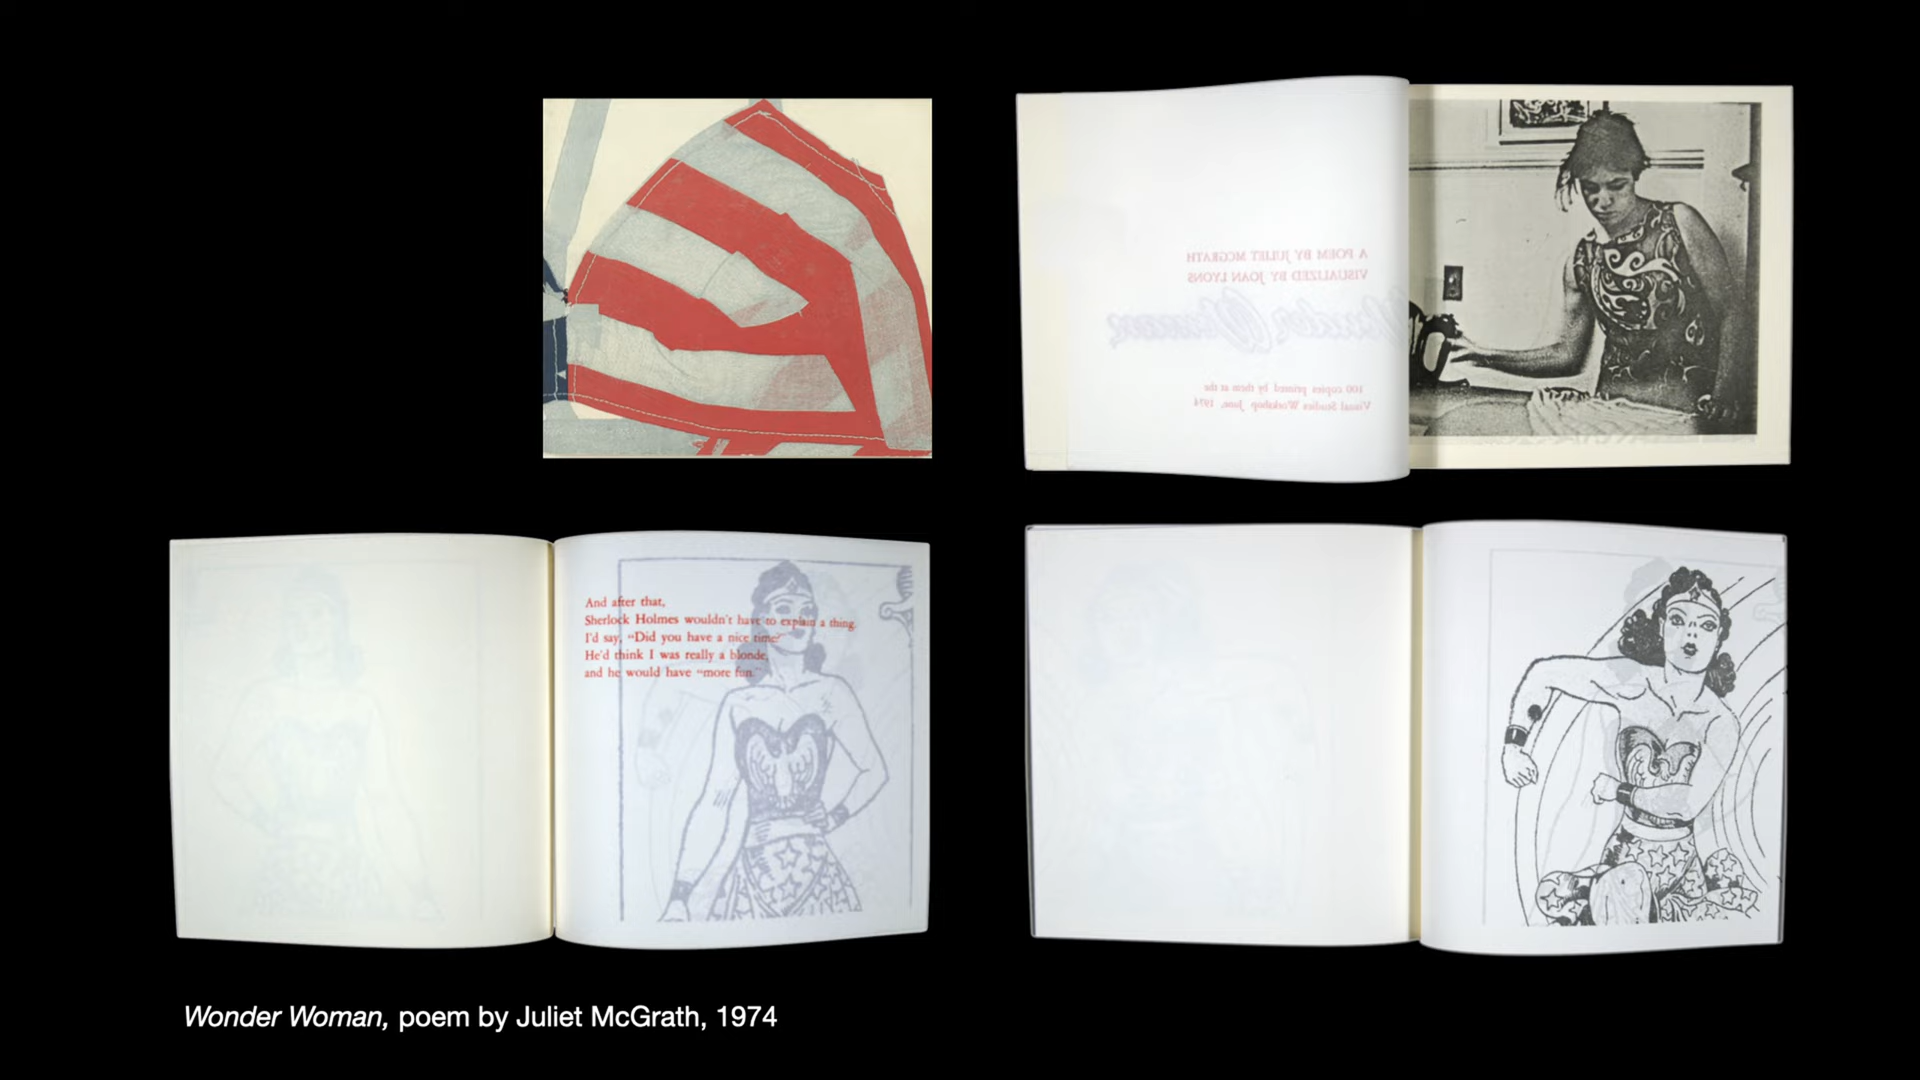 A POEM BY JULIET MCGRATH
VISUALIZED BY JOAN LYONS
Wonder Woman
100 copies printed by them at the
Visual Studies Workshop June, 1974
And after that,
Sherlock Holmes wouldn't have to explain a thing.
I'd say, "Did you have a nice time?"
He'd think I was really a blonde,
and he would have "more fun."
Wonder Woman, poem by Juliet McGrath, 1974